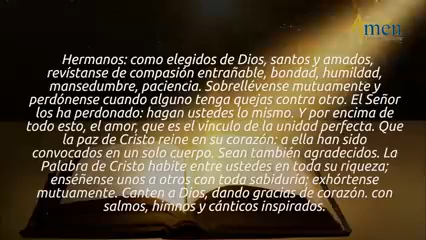 Amen
Hermanos: como elegidos de Dios, santos y amados,
revístanse de compasión entrañable, bondad, humildad,
mansedumbre, paciencia. Sobrellévense mutuamente y
perdónense cuando alguno tenga quejas contra otro. El Señor
los ha perdonado: hagan ustedes lo mismo. Y por encima de
todo esto, el amor, que es el vínculo de la unidad perfecta. Que
la paz de Cristo reine en su corazón: a ella han sido
convocados en un solo cuerpo. Sean también agradecidos. La
Palabra de Cristo habite entre ustedes en toda su riqueza;
enséñense unos a otros con toda sabiduría; exhórtense
mutuamente. Canten a Dios, dando gracias de corazón. con
salmos, himnos y cánticos inspirados.